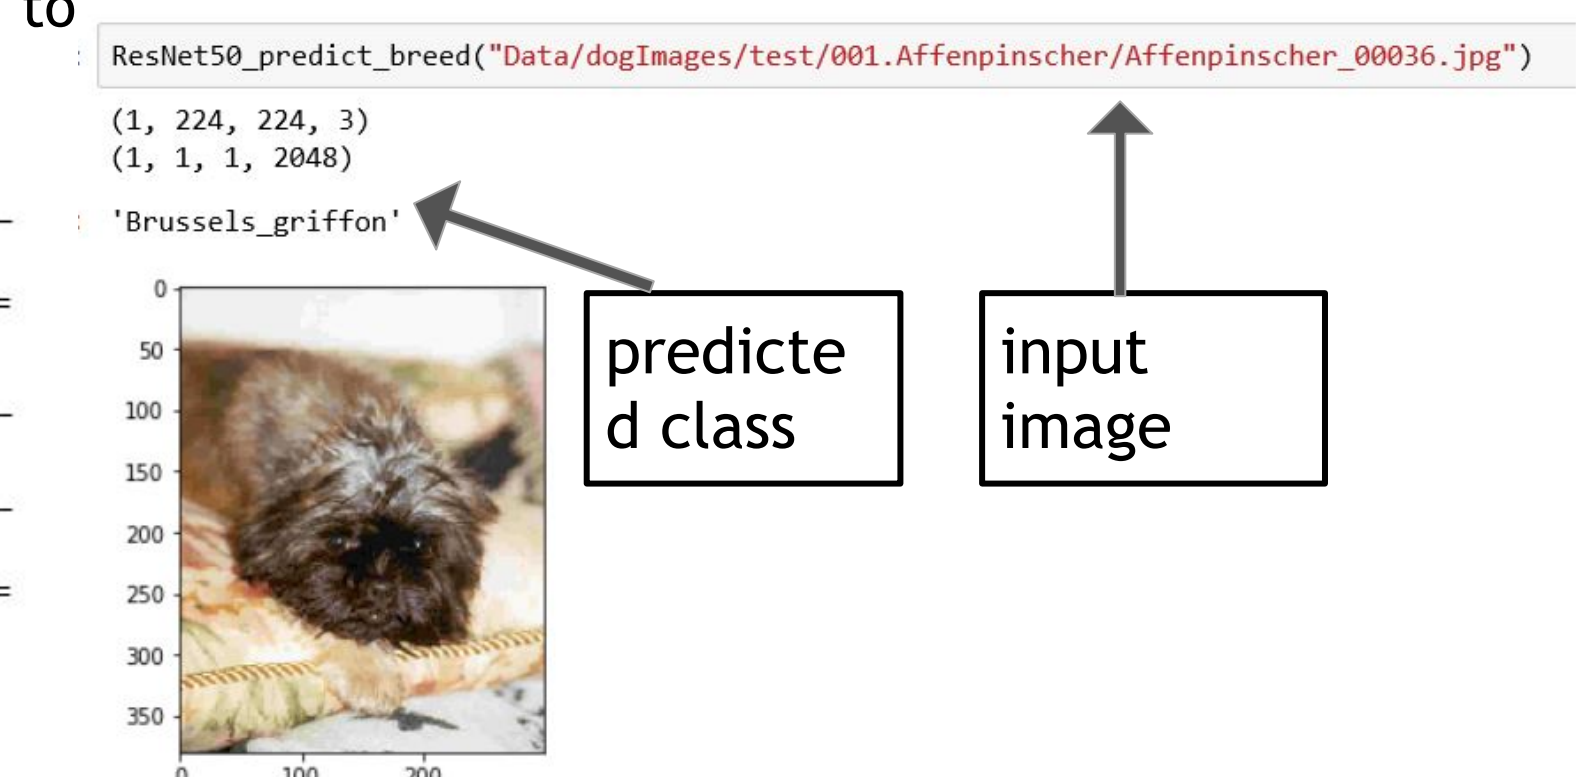 to
ResNet50_predict_breed("Data/dogImages/test/001.Affenpinscher/Affenpinscher_00036.jpg")
(1, 224, 224, 3)
(1, 1, 1, 2048)
'Brussels_griffon'
0
50
100
150
200
250
300
350
0 100 200
predicte
d class
input
image